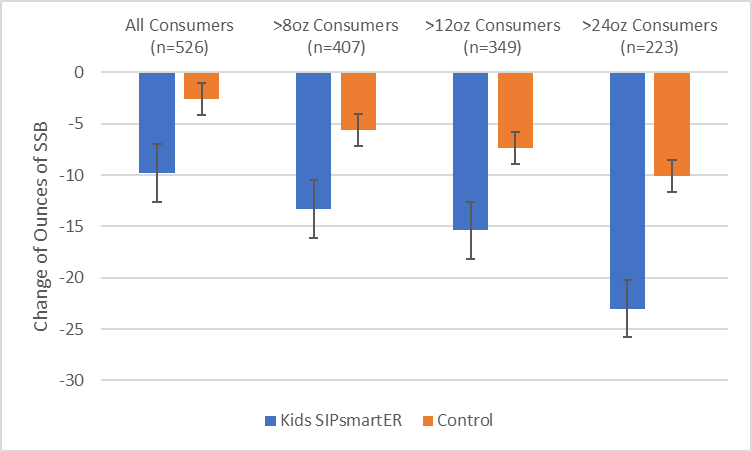 All Consumers >8oz Consumers >12oz Consumers >24oz Consumers
(n=526) (n=407) (n=349) (n=223)
0
-5
-10
-15
-20
-25
-30
Change of Ounces of SSB
Kids SIPsmartER Control